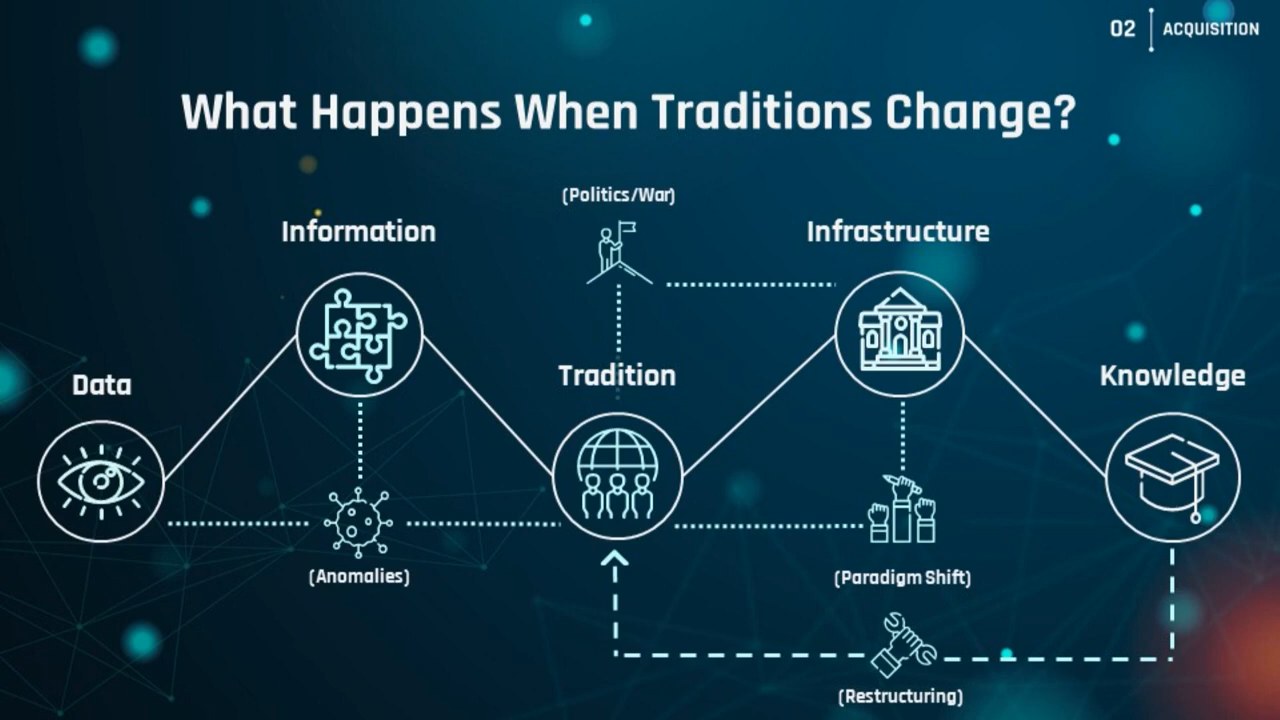 02
ACQUISITION
What Happens When Traditions Change?
(Politics/War)
Information
Infrastructure
Data
Tradition
Knowledge
(Anomalies)
(Paradigm Shift)
(Restructuring)